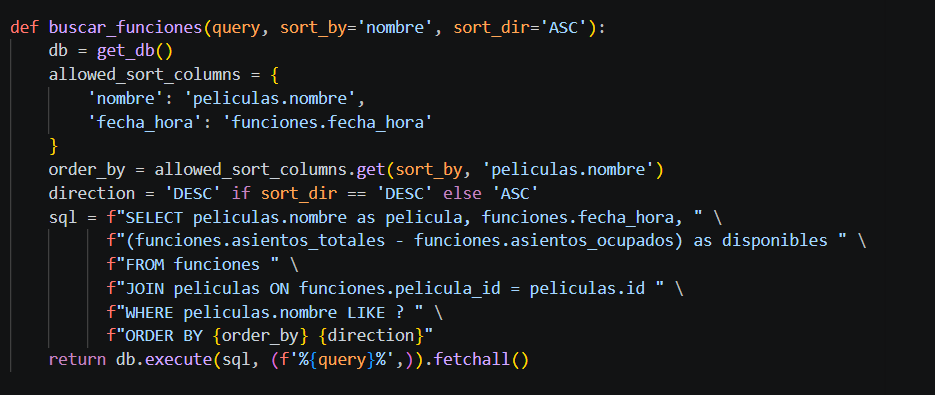 def buscar_funciones(query, sort_by='nombre', sort_dir='ASC'):
    db = get_db()
    allowed_sort_columns = {
        'nombre': 'peliculas.nombre',
        'fecha_hora': 'funciones.fecha_hora'
    }
    order_by = allowed_sort_columns.get(sort_by, 'peliculas.nombre')
    direction = 'DESC' if sort_dir == 'DESC' else 'ASC'
    sql = f"SELECT peliculas.nombre as pelicula, funciones.fecha_hora, " \
          f"(funciones.asientos_totales - funciones.asientos_ocupados) as disponibles " \
          f"FROM funciones " \
          f"JOIN peliculas ON funciones.pelicula_id = peliculas.id " \
          f"WHERE peliculas.nombre LIKE ? " \
          f"ORDER BY {order_by} {direction}"
    return db.execute(sql, (f'%{query}%',)).fetchall()